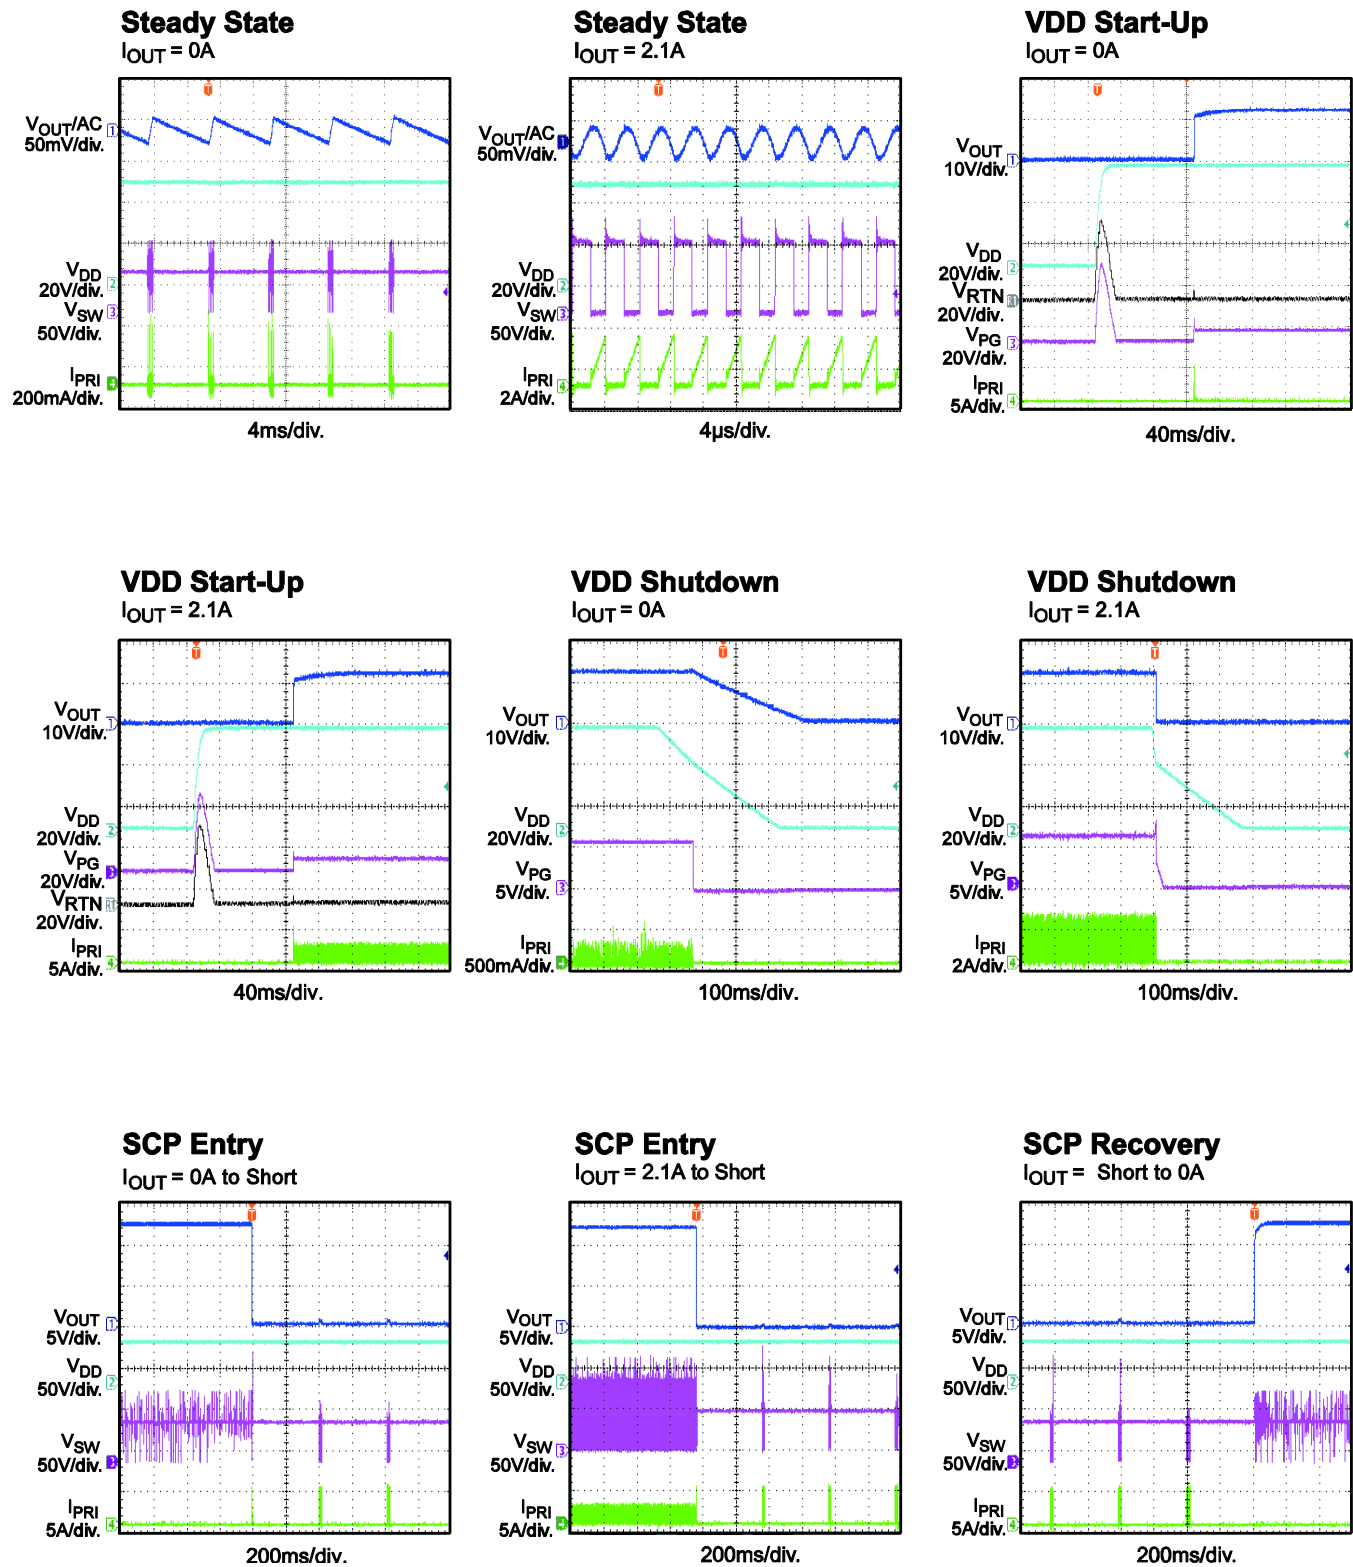 Steady State
IOUT = 0A
VOUT/AC
50mV/div.
VDD
20V/div.
VSW
50V/div.
IPRI
200mA/div.
4ms/div.
Steady State
IOUT = 2.1A
VOUT/AC
50mV/div.
VDD
20V/div.
VSW
50V/div.
IPRI
2A/div.
4µs/div.
VDD Start-Up
IOUT = 0A
VOUT
10V/div.
VDD
20V/div.
VRTN
20V/div.
VPG
20V/div.
IPRI
5A/div.
40ms/div.
VDD Start-Up
IOUT = 2.1A
VOUT
10V/div.
VDD
20V/div.
VPG
20V/div.
VRTN
20V/div.
IPRI
5A/div.
40ms/div.
VDD Shutdown
IOUT = 0A
VOUT
10V/div.
VDD
20V/div.
VPG
5V/div.
IPRI
500mA/div.
100ms/div.
VDD Shutdown
IOUT = 2.1A
VOUT
10V/div.
VDD
20V/div.
VPG
5V/div.
IPRI
2A/div.
100ms/div.
SCP Entry
IOUT = 0A to Short
VOUT
5V/div.
VDD
50V/div.
VSW
50V/div.
IPRI
5A/div.
200ms/div.
SCP Entry
IOUT = 2.1A to Short
VOUT
5V/div.
VDD
50V/div.
VSW
50V/div.
IPRI
5A/div.
200ms/div.
SCP Recovery
IOUT = Short to 0A
VOUT
5V/div.
VDD
50V/div.
VSW
50V/div.
IPRI
5A/div.
200ms/div.